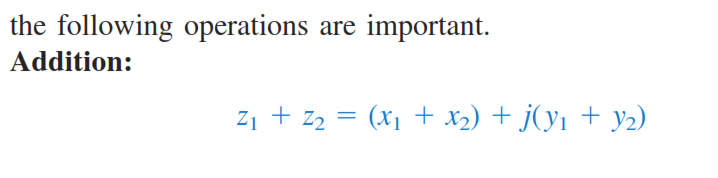 the following operations are important.
Addition:
z₁ + z₂ = (x₁ + x₂) + j(y₁ + y₂)